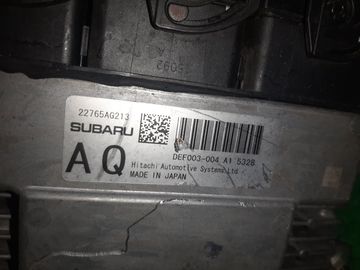 22765AG213
SUBARU
AQ
DEF003-004 A1 5328
Hitachi Automotive Systems,Ltd.
MADE IN JAPAN